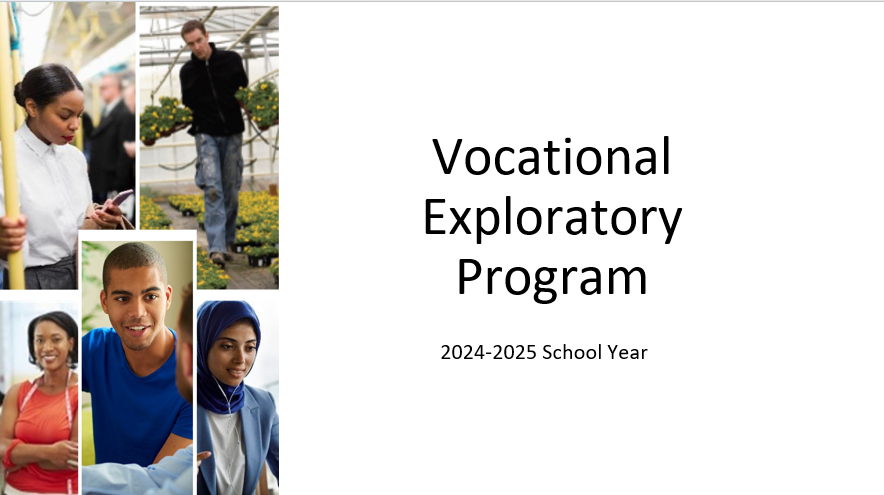 Vocational
Exploratory
Program
2024-2025 School Year